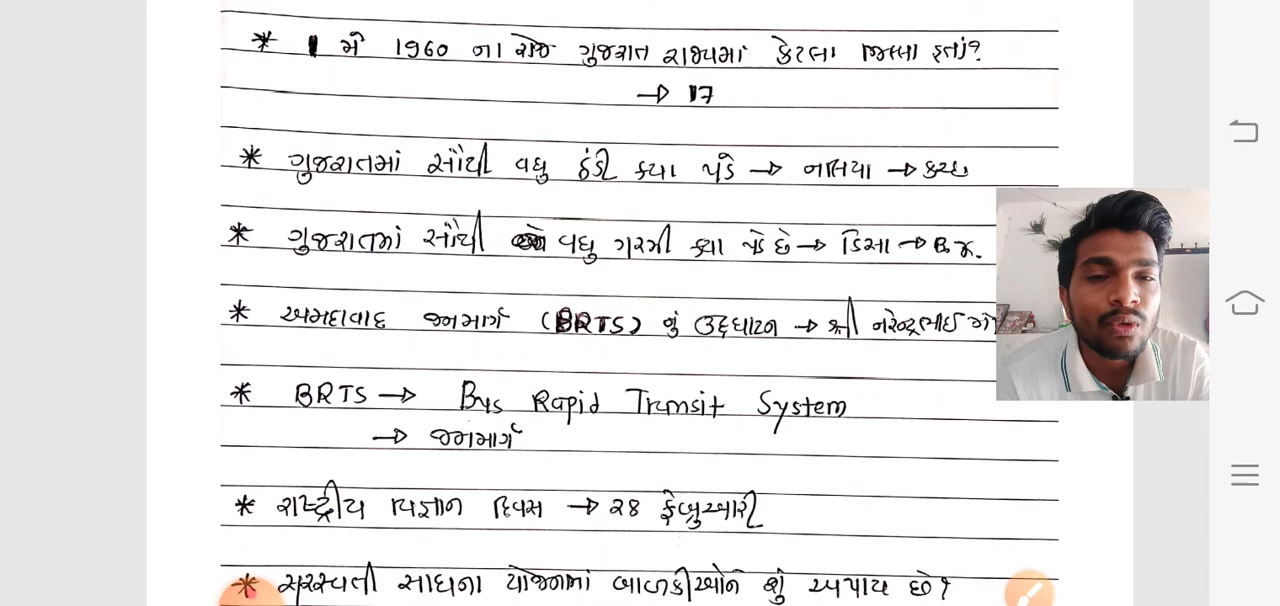 * 1 મે 1960 ના રોજ ગુજરાત રાજ્યમાં કેટલા જિલ્લા હતાં?
→ 17
* ગુજરાતમાં સૌથી વધુ ઠંડી ક્યા પડે → નલિયા → કચ્છ
* ગુજરાતમાં સૌથી વધુ ગરમી ક્યા પડે છે → ડિસા → B.K.
* અમદાવાદ જનમાર્ગ (BRTS) નું ઉદ્દઘાટન → શ્રી નરેન્દ્રભાઇ
* BRTS → Bus Rapid Transit System
→ જનમાર્ગ
* રાષ્ટ્રીય વિજ્ઞાન દિવસ → ૨૪ ફેબ્રુઆરી
* સરસ્વતી સાધના યોજનામાં બાળકીઓને શું અપાય છે?